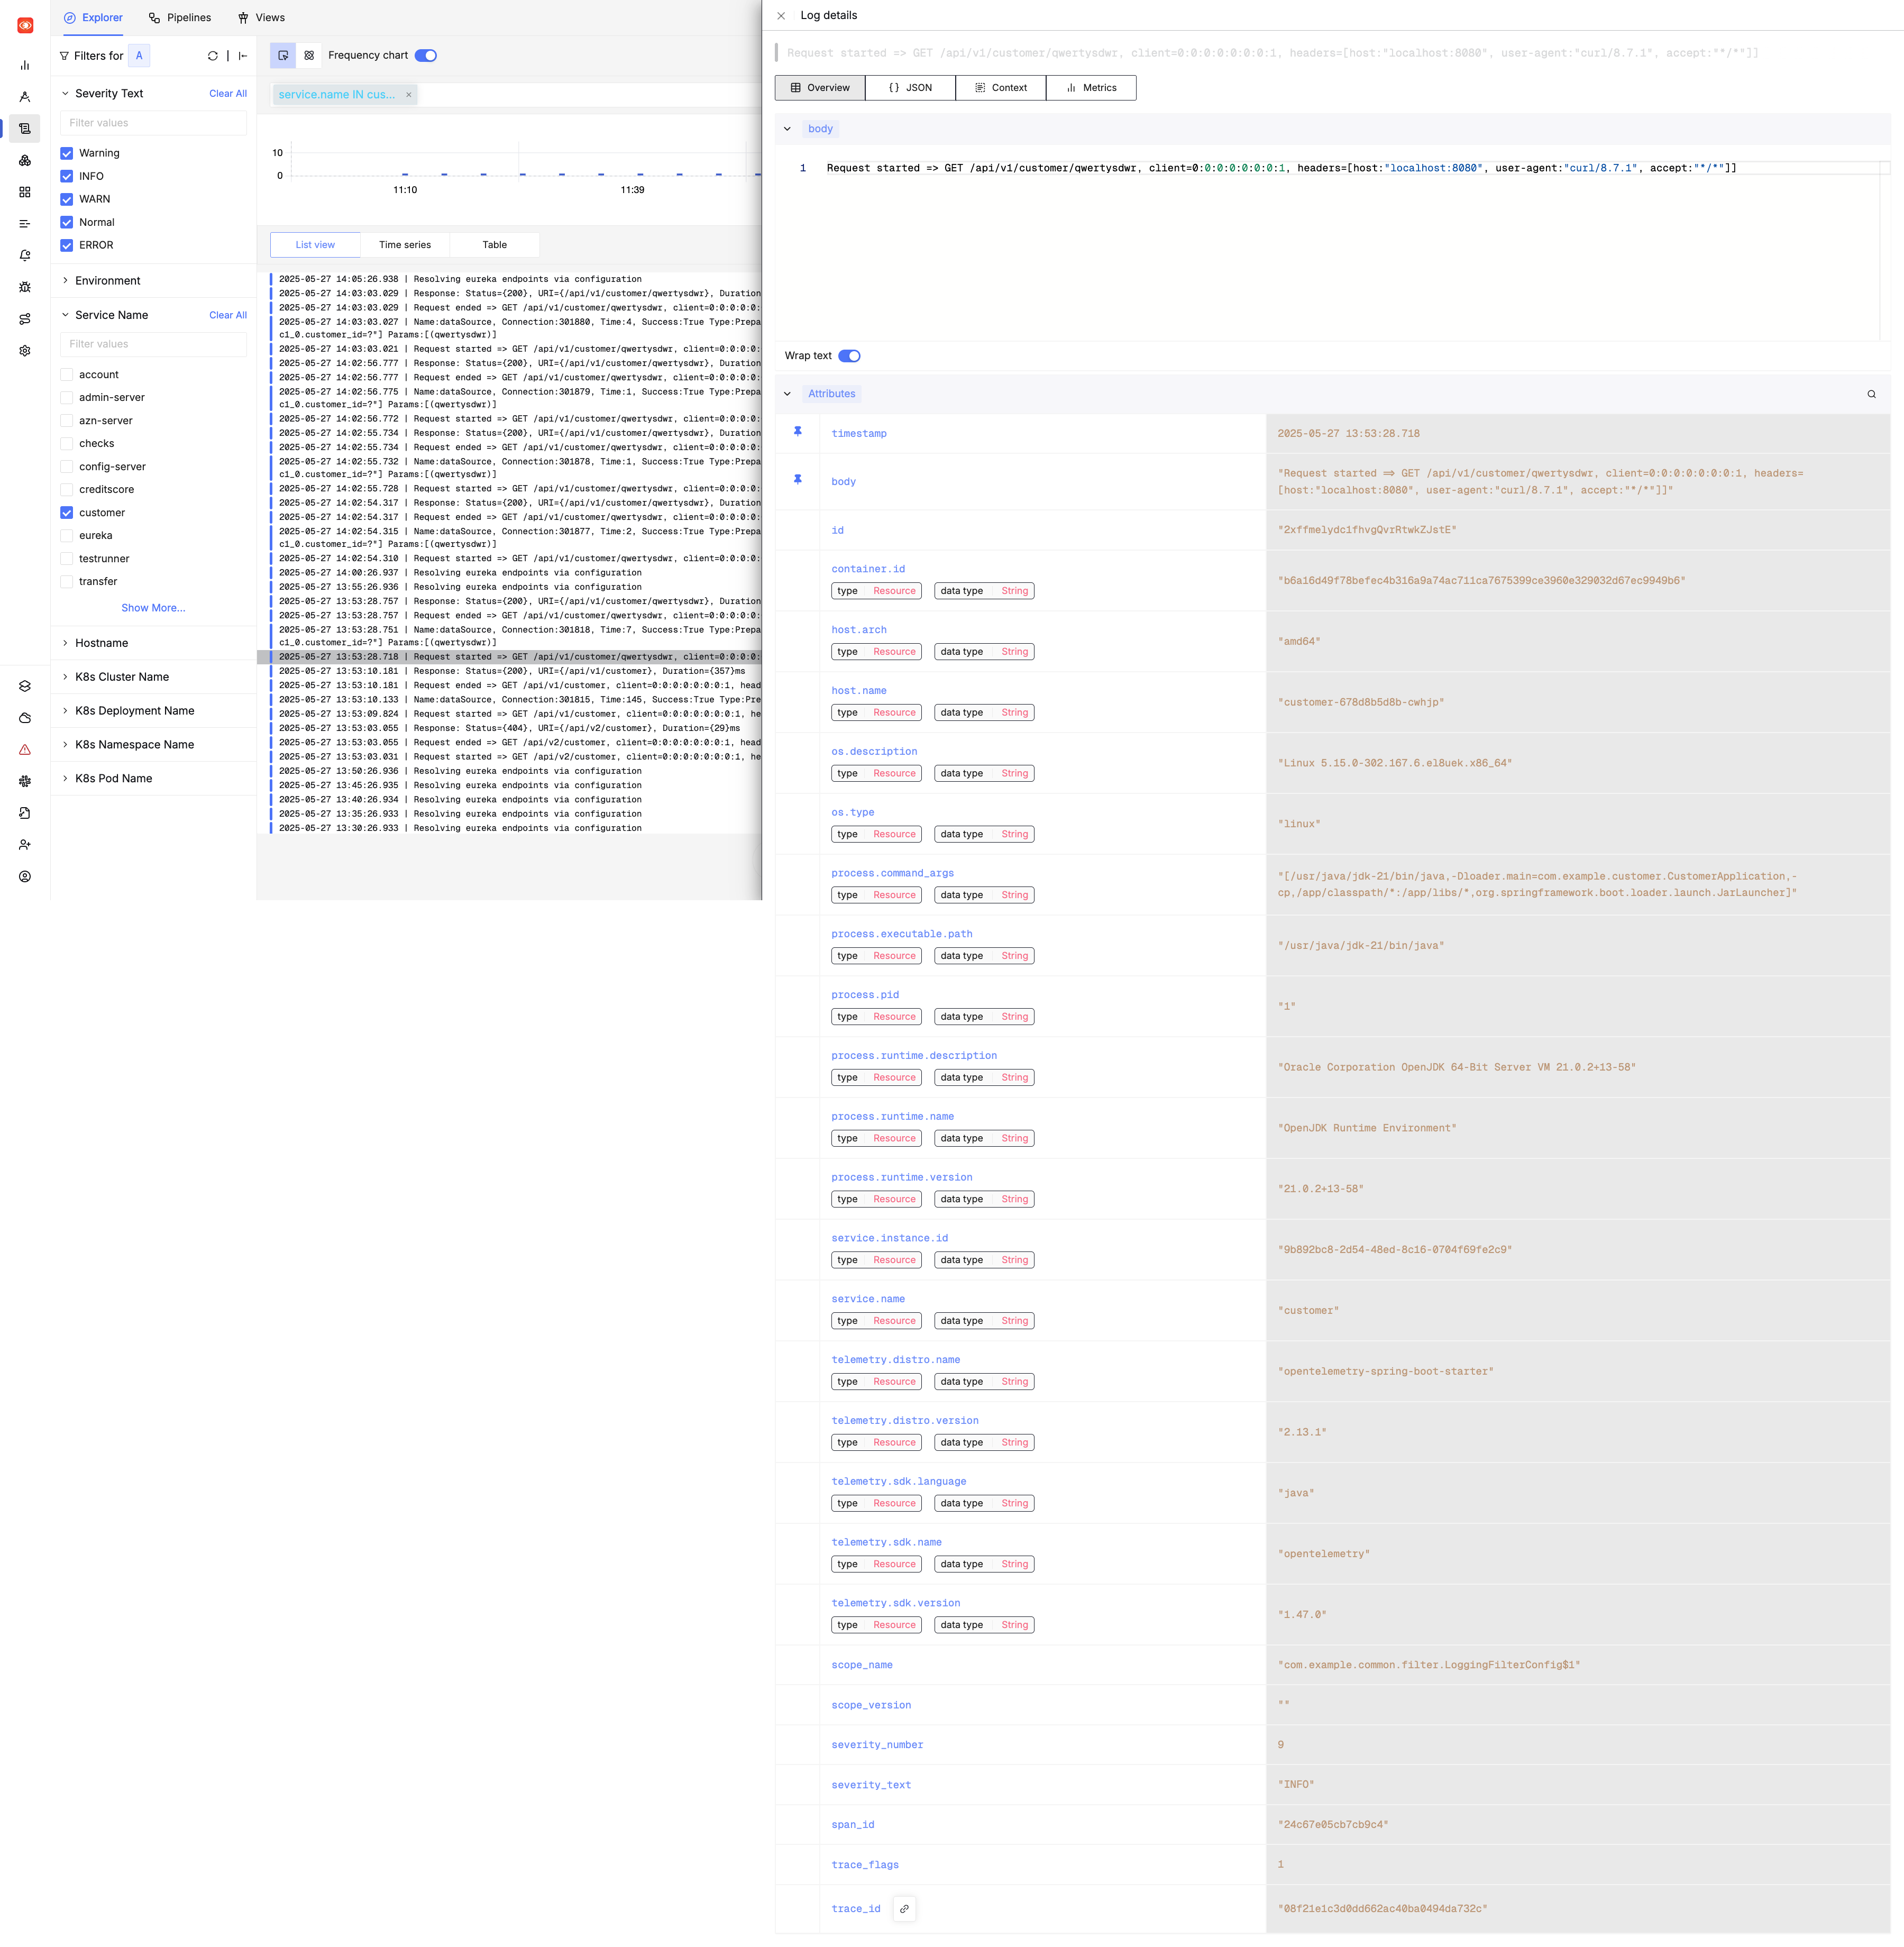 Explorer
Pipelines
Views
Filters for
A
Severity Text
Clear All
Filter values
Warning
INFO
WARN
Normal
ERROR
Environment
Service Name
Clear All
Filter values
account
admin-server
azn-server
checks
config-server
creditscore
customer
eureka
testrunner
transfer
Show More...
Hostname
K8s Cluster Name
K8s Deployment Name
K8s Namespace Name
K8s Pod Name
Frequency chart
service.name IN cus... ×
10
0
11:10
11:39
List view
Time series
Table
2025-05-27 14:05:26.938 | Resolving eureka endpoints via configuration
2025-05-27 14:03:03.029 | Response: Status={200}, URI={/api/v1/customer/qwertysdwr}, Duration
2025-05-27 14:03:03.029 | Request ended => GET /api/v1/customer/qwertysdwr, client=0:0:0:0:
2025-05-27 14:03:03.027 | Name:dataSource, Connection:301880, Time:4, Success:True Type:Prepa
c1_0.customer_id=?"] Params:[(qwertysdwr)]
2025-05-27 14:03:03.021 | Request started => GET /api/v1/customer/qwertysdwr, client=0:0:0:0:
2025-05-27 14:02:56.777 | Response: Status={200}, URI={/api/v1/customer/qwertysdwr}, Duration
2025-05-27 14:02:56.777 | Request ended => GET /api/v1/customer/qwertysdwr, client=0:0:0:0:
2025-05-27 14:02:56.775 | Name:dataSource, Connection:301879, Time:1, Success:True Type:Prepa
c1_0.customer_id=?"] Params:[(qwertysdwr)]
2025-05-27 14:02:56.772 | Request started => GET /api/v1/customer/qwertysdwr, client=0:0:0:0:
2025-05-27 14:02:55.734 | Response: Status={200}, URI={/api/v1/customer/qwertysdwr}, Duration
2025-05-27 14:02:55.734 | Request ended => GET /api/v1/customer/qwertysdwr, client=0:0:0:0:
2025-05-27 14:02:55.732 | Name:dataSource, Connection:301878, Time:1, Success:True Type:Prepa
c1_0.customer_id=?"] Params:[(qwertysdwr)]
2025-05-27 14:02:55.728 | Request started => GET /api/v1/customer/qwertysdwr, client=0:0:0:0:
2025-05-27 14:02:54.317 | Response: Status={200}, URI={/api/v1/customer/qwertysdwr}, Duration
2025-05-27 14:02:54.317 | Request ended => GET /api/v1/customer/qwertysdwr, client=0:0:0:0:
2025-05-27 14:02:54.315 | Name:dataSource, Connection:301877, Time:2, Success:True Type:Prepa
c1_0.customer_id=?"] Params:[(qwertysdwr)]
2025-05-27 14:02:54.310 | Request started => GET /api/v1/customer/qwertysdwr, client=0:0:0:0:
2025-05-27 14:00:26.937 | Resolving eureka endpoints via configuration
2025-05-27 13:55:26.936 | Resolving eureka endpoints via configuration
2025-05-27 13:53:28.757 | Response: Status={200}, URI={/api/v1/customer/qwertysdwr}, Duration
2025-05-27 13:53:28.757 | Request ended => GET /api/v1/customer/qwertysdwr, client=0:0:0:0:
2025-05-27 13:53:28.751 | Name:dataSource, Connection:301818, Time:7, Success:True Type:Prepa
c1_0.customer_id=?"] Params:[(qwertysdwr)]
2025-05-27 13:53:28.718 | Request started => GET /api/v1/customer/qwertysdwr, client=0:0:0:0:
2025-05-27 13:53:10.181 | Response: Status={200}, URI={/api/v1/customer}, Duration={357}ms
2025-05-27 13:53:10.181 | Request ended => GET /api/v1/customer, client=0:0:0:0:0:0:0:1, head
2025-05-27 13:53:10.133 | Name:dataSource, Connection:301815, Time:145, Success:True Type:Pre
2025-05-27 13:53:09.824 | Request started => GET /api/v1/customer, client=0:0:0:0:0:0:0:1, he
2025-05-27 13:53:03.055 | Response: Status={404}, URI={/api/v2/customer}, Duration={29}ms
2025-05-27 13:53:03.055 | Request ended => GET /api/v2/customer, client=0:0:0:0:0:0:0:1, head
2025-05-27 13:53:03.031 | Request started => GET /api/v2/customer, client=0:0:0:0:0:0:0:1, he
2025-05-27 13:50:26.936 | Resolving eureka endpoints via configuration
2025-05-27 13:45:26.935 | Resolving eureka endpoints via configuration
2025-05-27 13:40:26.934 | Resolving eureka endpoints via configuration
2025-05-27 13:35:26.933 | Resolving eureka endpoints via configuration
2025-05-27 13:30:26.933 | Resolving eureka endpoints via configuration
Log details
Request started => GET /api/v1/customer/qwertysdwr, client=0:0:0:0:0:0:0:1, headers=[host:"localhost:8080", user-agent:"curl/8.7.1", accept:"*/*"]]
Overview
{} JSON
Context
Metrics
body
1 Request started => GET /api/v1/customer/qwertysdwr, client=0:0:0:0:0:0:0:1, headers=[host:"localhost:8080", user-agent:"curl/8.7.1", accept:"*/*"]]
Wrap text
Attributes
timestamp
2025-05-27 13:53:28.718
body
"Request started => GET /api/v1/customer/qwertysdwr, client=0:0:0:0:0:0:0:1, headers=
[host:"localhost:8080", user-agent:"curl/8.7.1", accept:"*/*"]]"
id
"2xffmelydc1fhvgQvrRtwkZJstE"
container.id
type Resource data type String
"b6a16d49f78befec4b316a9a74ac711ca7675399ce3960e329032d67ec9949b6"
host.arch
type Resource data type String
"amd64"
host.name
type Resource data type String
"customer-678d8b5d8b-cwhjp"
os.description
type Resource data type String
"Linux 5.15.0-302.167.6.el8uek.x86_64"
os.type
type Resource data type String
"linux"
process.command_args
type Resource data type String
"[/usr/java/jdk-21/bin/java,-Dloader.main=com.example.customer.CustomerApplication,-
cp,/app/classpath/*:/app/libs/*,org.springframework.boot.loader.launch.JarLauncher]"
process.executable.path
type Resource data type String
"/usr/java/jdk-21/bin/java"
process.pid
type Resource data type String
"1"
process.runtime.description
type Resource data type String
"Oracle Corporation OpenJDK 64-Bit Server VM 21.0.2+13-58"
process.runtime.name
type Resource data type String
"OpenJDK Runtime Environment"
process.runtime.version
type Resource data type String
"21.0.2+13-58"
service.instance.id
type Resource data type String
"9b892bc8-2d54-48ed-8c16-0704f69fe2c9"
service.name
type Resource data type String
"customer"
telemetry.distro.name
type Resource data type String
"opentelemetry-spring-boot-starter"
telemetry.distro.version
type Resource data type String
"2.13.1"
telemetry.sdk.language
type Resource data type String
"java"
telemetry.sdk.name
type Resource data type String
"opentelemetry"
telemetry.sdk.version
type Resource data type String
"1.47.0"
scope_name
"com.example.common.filter.LoggingFilterConfig$1"
scope_version
""
severity_number
9
severity_text
"INFO"
span_id
"24c67e05cb7cb9c4"
trace_flags
1
trace_id
"08f21e1c3d0dd662ac40ba0494da732c"